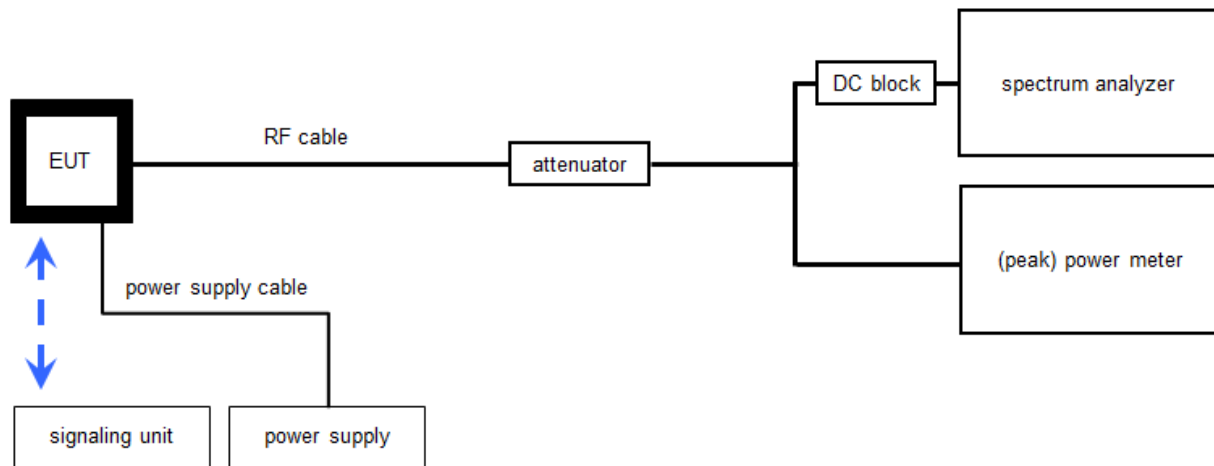 DC block
spectrum analyzer
EUT
RF cable
attenuator
(peak) power meter
power supply cable
signaling unit
power supply